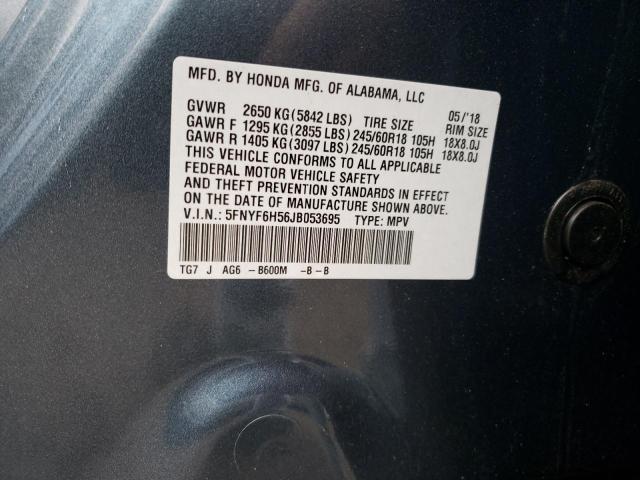 MFD. BY HONDA MFG. OF ALABAMA, LLC
GVWR 2650 KG (5842 LBS) TIRE SIZE 05/'18 RIM SIZE
GAWR F 1295 KG (2855 LBS) 245/60R18 105H 18X8.0J
GAWR R 1405 KG (3097 LBS) 245/60R18 105H 18X8.0J
THIS VEHICLE CONFORMS TO ALL APPLICABLE
FEDERAL MOTOR VEHICLE SAFETY
AND THEFT PREVENTION STANDARDS IN EFFECT
ON THE DATE OF MANUFACTURE SHOWN ABOVE.
V.I.N.: 5FNYF6H56JB053695 TYPE: MPV
TG7 J AG6 -B600M -B-B